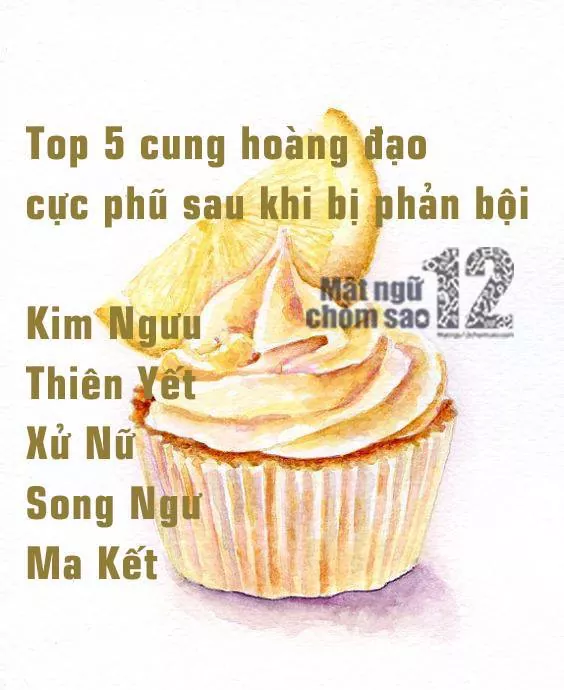 Top 5 cung hoàng đạo
cực phũ sau khi bị phản bội
Mật ngữ 12
chòm sao
Kim Ngưu
Thiên Yết
Xử Nữ
Song Ngư
Ma Kết